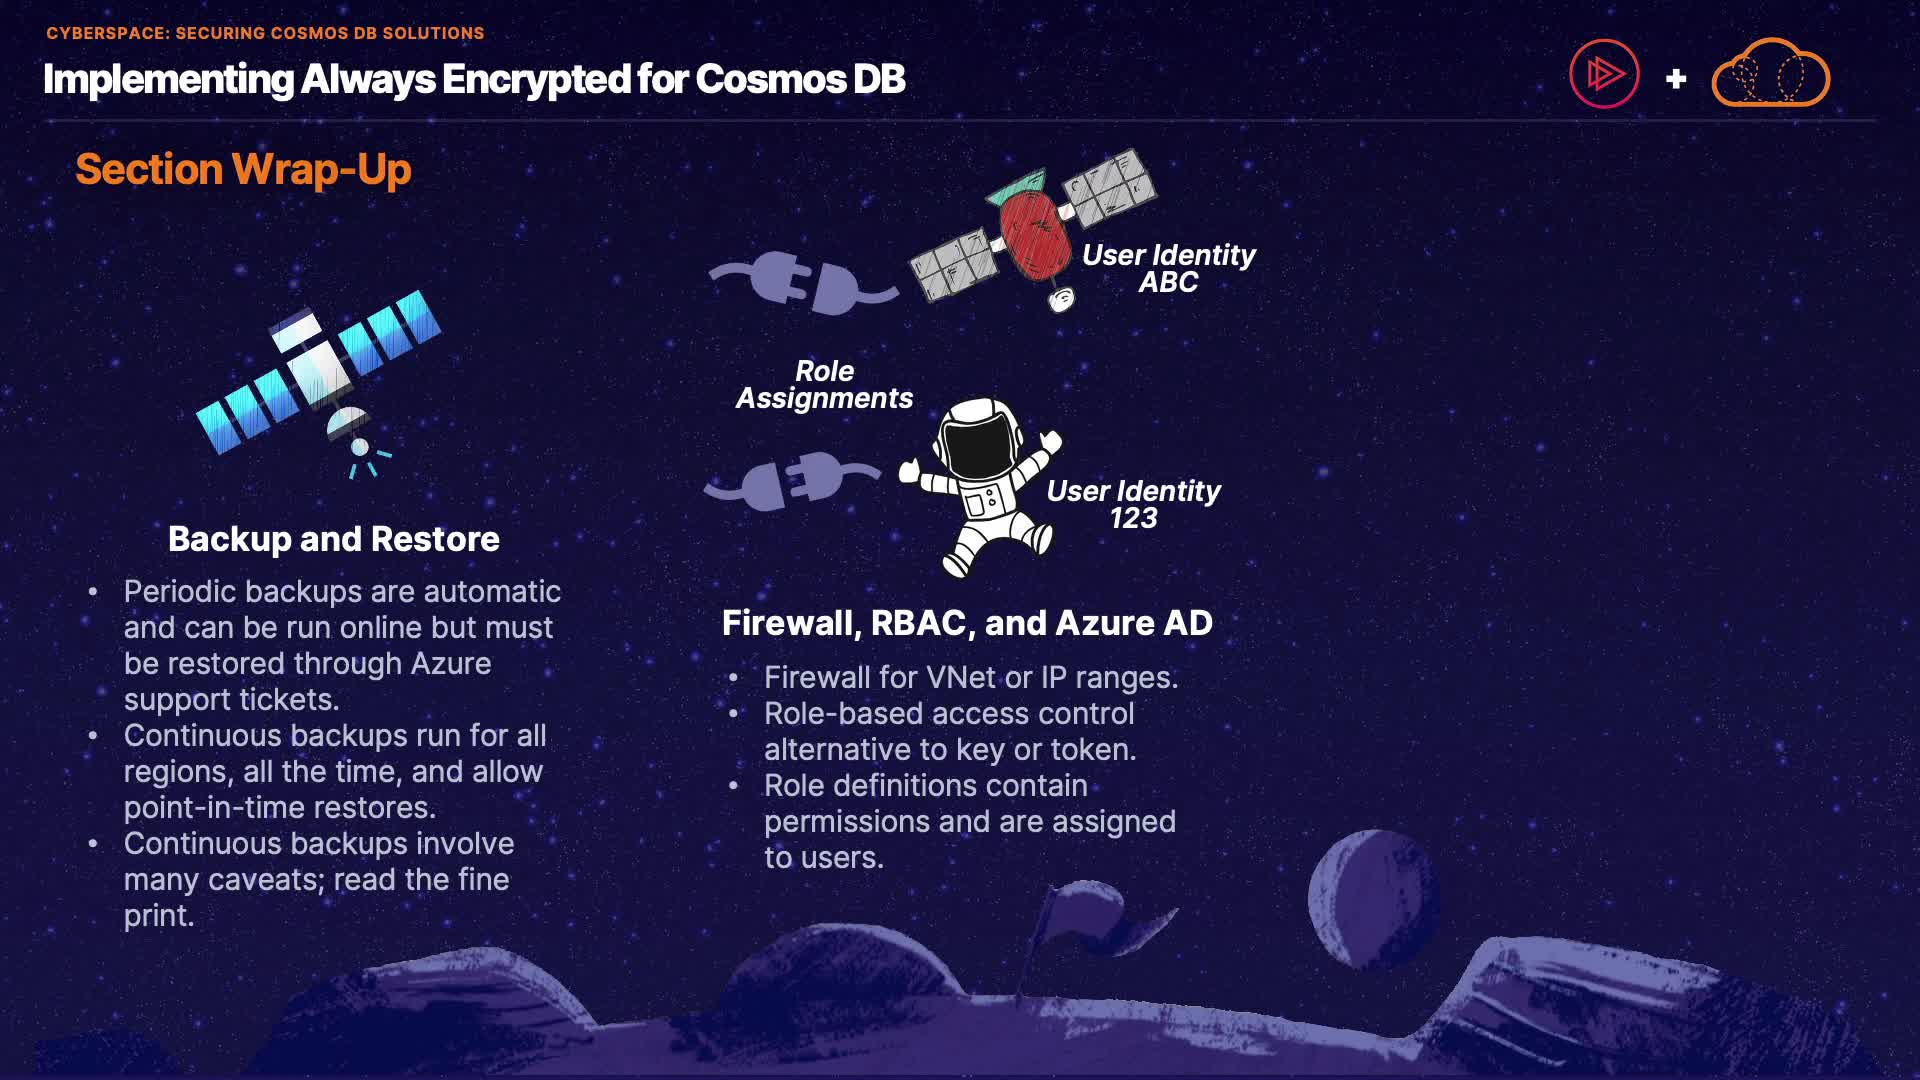 CYBERSPACE: SECURING COSMOS DB SOLUTIONS
Implementing Always Encrypted for Cosmos DB
+
Section Wrap-Up
Backup and Restore
• Periodic backups are automatic
and can be run online but must
be restored through Azure
support tickets.
• Continuous backups run for all
regions, all the time, and allow
point-in-time restores.
• Continuous backups involve
many caveats; read the fine
print.
User Identity
ABC
Role
Assignments
User Identity
123
Firewall, RBAC, and Azure AD
• Firewall for VNet or IP ranges.
• Role-based access control
alternative to key or token.
• Role definitions contain
permissions and are assigned
to users.